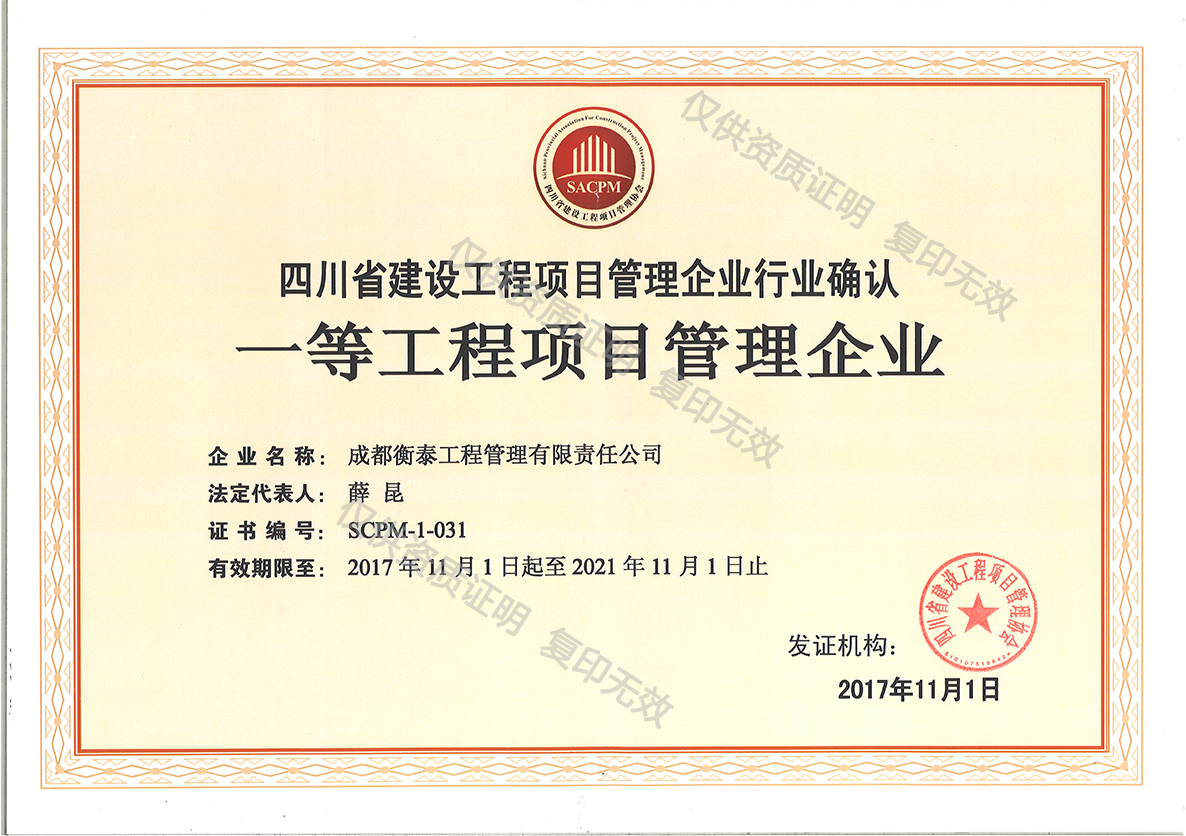 Sichuan Provincial Association For Construction Project Management
SACPM
四川省建设工程项目管理协会
四川省建设工程项目管理企业行业确认
一等工程项目管理企业
企业名称： 成都衡泰工程管理有限责任公司
法定代表人： 薛 昆
证书编号： SCPM-1-031
有效期限至： 2017年11月1日起至2021年11月1日止
发证机构：
四川省建设工程项目管理协会
5101075198424
2017年11月1日
仅供资质证明 复印无效
仅供资质证明 复印无效
仅供资质证明 复印无效